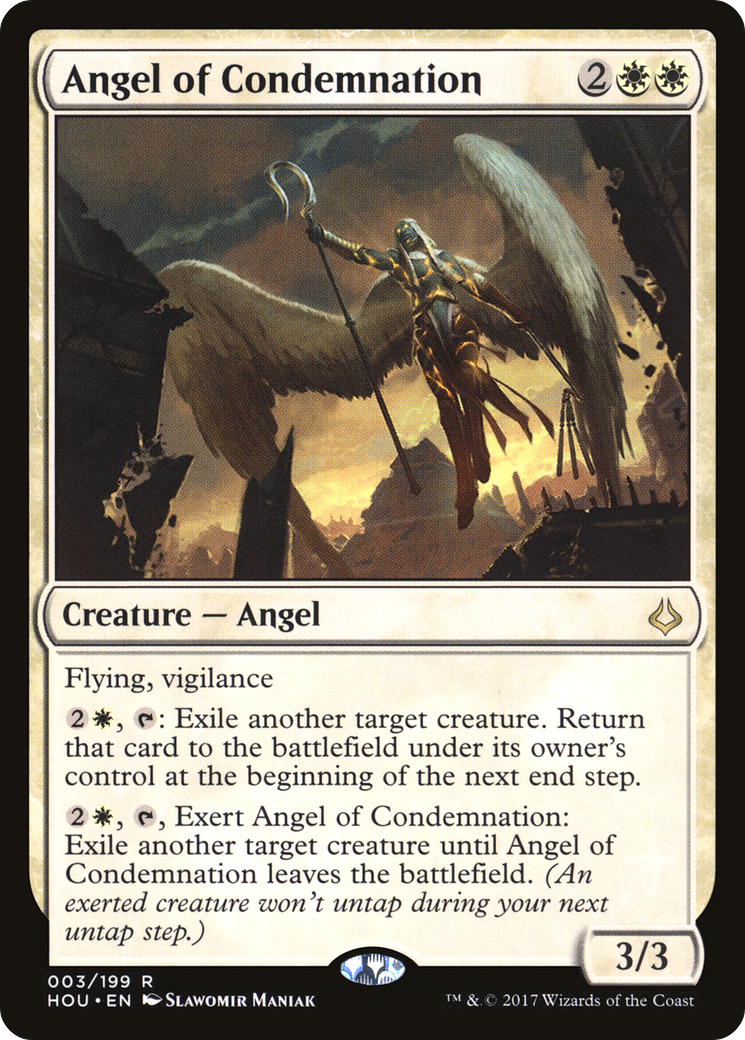 Angel of Condemnation 2
Creature — Angel
Flying, vigilance
2, : Exile another target creature. Return
that card to the battlefield under its owner’s
control at the beginning of the next end step.
2, , Exert Angel of Condemnation:
Exile another target creature until Angel of
Condemnation leaves the battlefield. (An
exerted creature won’t untap during your next
untap step.)
3/3
003/199 R
HOU • EN Slawomir Maniak
™ & © 2017 Wizards of the Coast